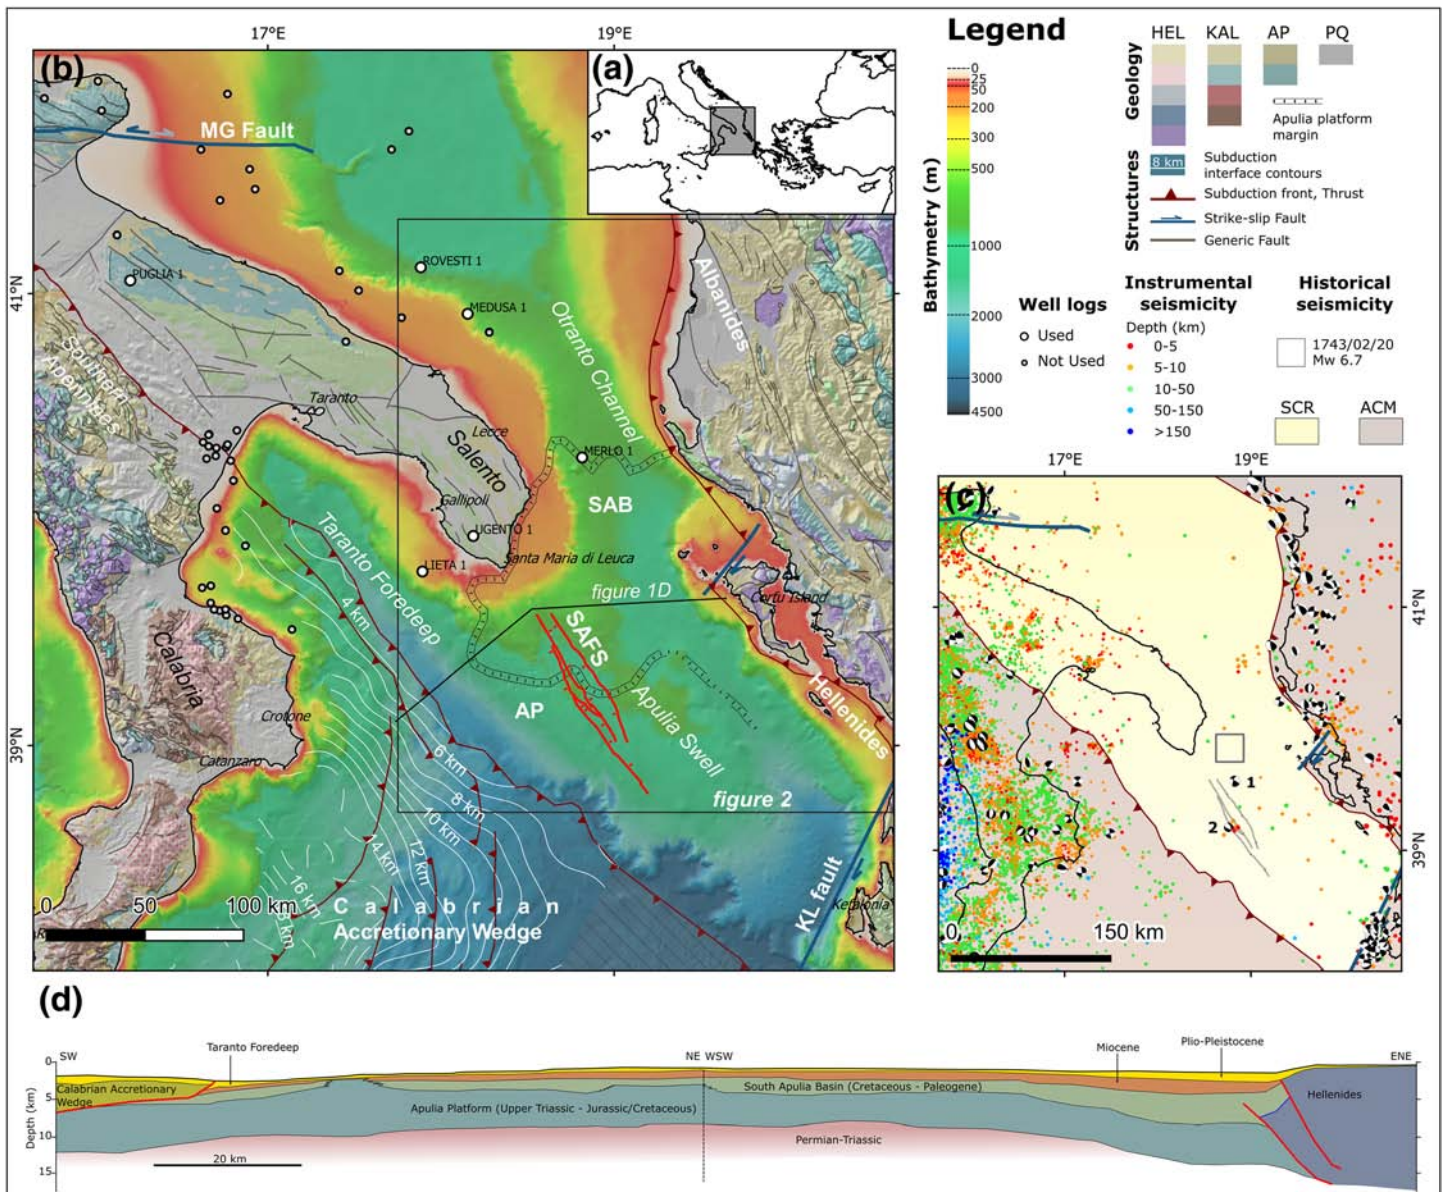 17°E
19°E
(b)
(a)
MG Fault
ROVESTI 1
PUGLIA 1
MEDUSA 1
41°N
Otranto Channel
Albanides
Southern
Apennines
Taranto
Lecce
Salento
MERLO 1
Gallipoli
SAB
UGENTO 1
Santa Maria di Leuca
LIETA 1
Taranto Foredeep
figure 1D
Corfu Island
4 km
SAFS
Calabria
Apulia Swell
AP
Hellenides
Crotone
39°N
Catanzaro
6 km
8 km
figure 2
10 km
12 km
16 km
KL fault
Kefalonia
0
50
100 km
Calabrian
Accretionary Wedge
Legend
Bathymetry (m)
0
25
50
200
300
500
1000
2000
3000
4500
Geology
HEL
KAL
AP
PQ
Apulia platform
margin
Structures
8 km
Subduction
interface contours
Subduction front, Thrust
Strike-slip Fault
Generic Fault
Well logs
Used
Not Used
Instrumental
seismicity
Depth (km)
0-5
5-10
10-50
50-150
>150
Historical
seismicity
1743/02/20
Mw 6.7
SCR
ACM
17°E
19°E
(c)
41°N
1
2
39°N
0
150 km
(d)
SW
Taranto Foredeep
NE WSW
Miocene
Plio-Pleistocene
ENE
0
5
10
15
Depth (km)
Calabrian Accretionary
Wedge
South Apulia Basin (Cretaceous - Paleogene)
Apulia Platform (Upper Triassic - Jurassic/Cretaceous)
Hellenides
Permian-Triassic
20 km